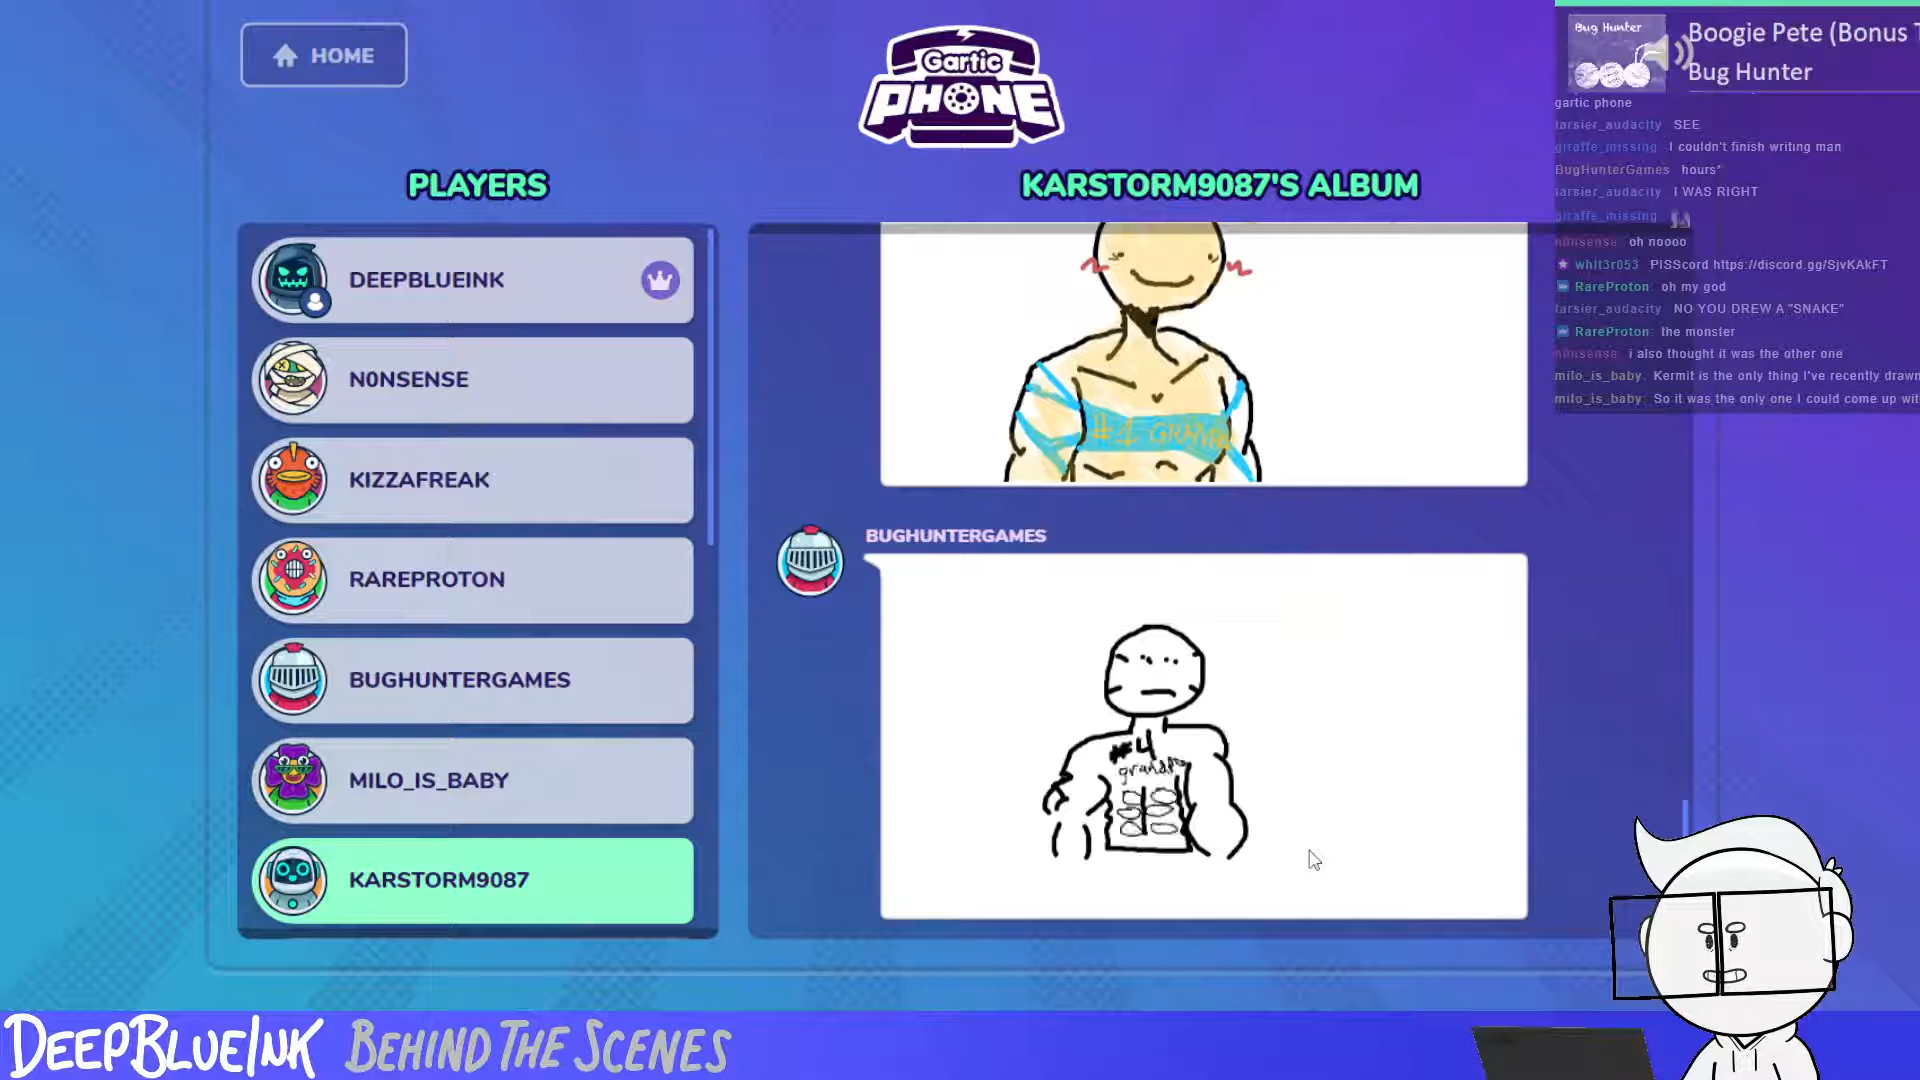 HOME
Gartic
PHONE
PLAYERS
DEEPBLUEINK
N0NSENSE
KIZZAFREAK
RAREPROTON
BUGHUNTERGAMES
MILO_IS_BABY
KARSTORM9087
KARSTORM9087'S ALBUM
#1
BUGHUNTERGAMES
#4
Bug Hunter
Boogie Pete (Bonus
Bug Hunter
gartic phone
tarsier_audacity SEE
giraffe_missing I couldn't finish writing man
BugHunterGames hours*
tarsier_audacity I WAS RIGHT
giraffe_missing
n0nsense oh noooo
whit3r053 PISScord https://discord.gg/SjvKAkFT
RareProton: oh my god
tarsier_audacity NO YOU DREW A "SNAKE"
RareProton: the monster
n0nsense i also thought it was the other one
milo_is_baby: Kermit is the only thing I've recently drawn
milo_is_baby: So it was the only one I could come up
DEEPBLUEINK BEHIND THE SCENES